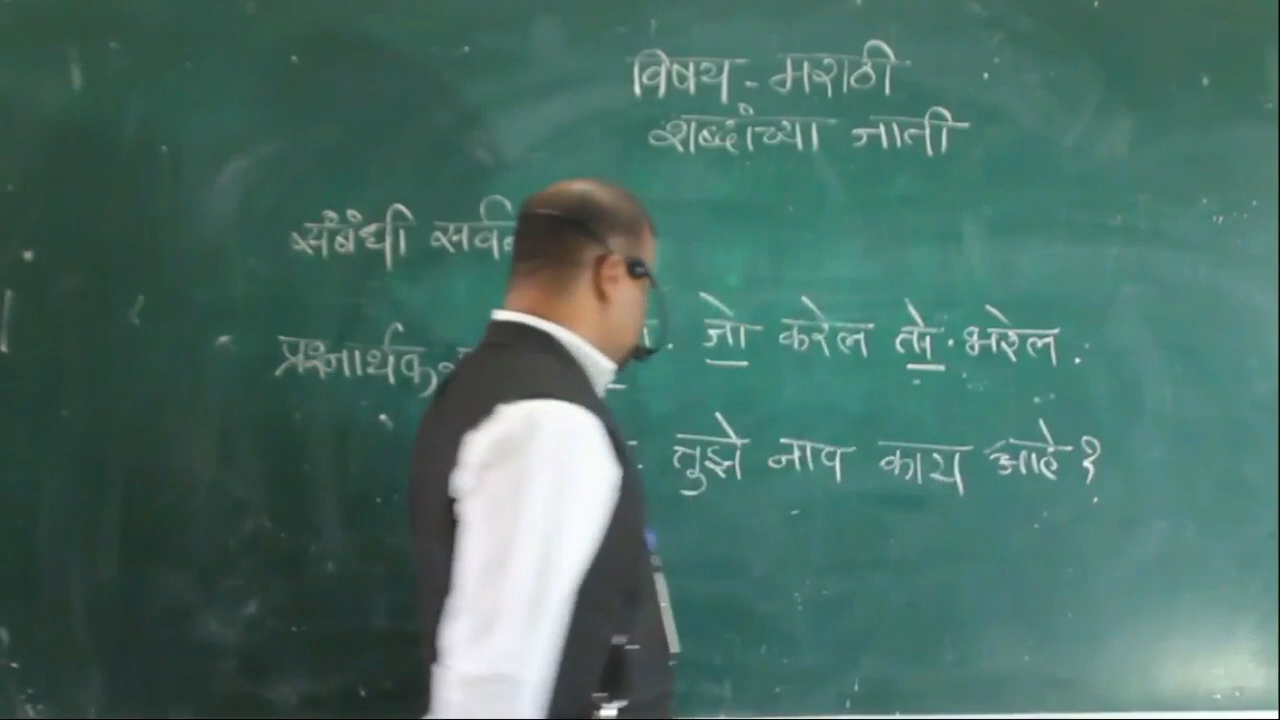 विषय - मराठी
शब्दांच्या जाती
संबंधी
जो करेल तो भरेल.
प्रश्नार्थक
तुझे नाव काय आहे?